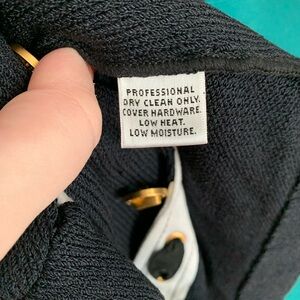 PROFESSIONAL
DRY CLEAN ONLY.
COVER HARDWARE.
LOW HEAT.
LOW MOISTURE.